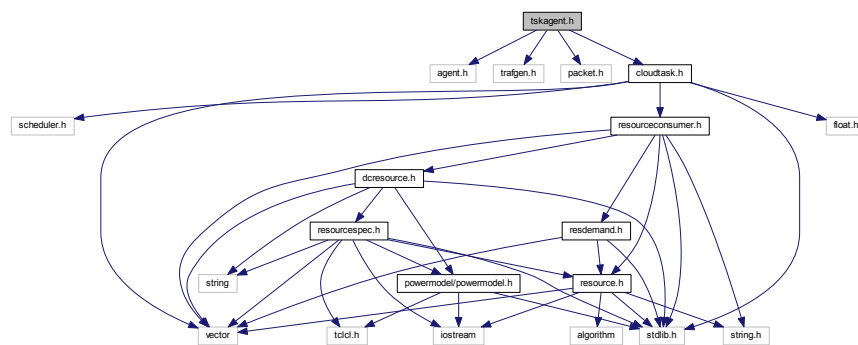 tskagent.h
agent.h
trafgen.h
packet.h
cloudtask.h
scheduler.h
resourceconsumer.h
float.h
dcresource.h
resourcespec.h
resdemand.h
string
powermodel/powermodel.h
resource.h
vector
tclcl.h
iostream
algorithm
stdlib.h
string.h